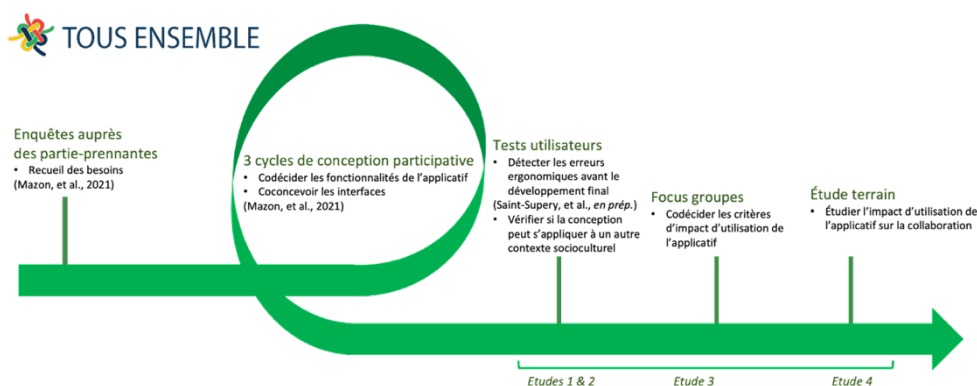 TOUS ENSEMBLE
Enquêtes auprès
des partie-prennantes
• Recueil des besoins
(Mazon, et al., 2021)
3 cycles de conception participative
• Codécider les fonctionnalités de l'applicatif
• Coconcevoir les interfaces
(Mazon, et al., 2021)
Tests utilisateurs
• Détecter les erreurs
ergonomiques avant le
développement final
(Saint-Supery, et al., en prép.)
• Vérifier si la conception
peut s'appliquer à un autre
contexte socioculturel
Focus groupes
• Codécider les critères
d'impact d'utilisation de
l'applicatif
Étude terrain
• Étudier l'impact d'utilisation de
l'applicatif sur la collaboration
Etudes 1 & 2
Etude 3
Etude 4